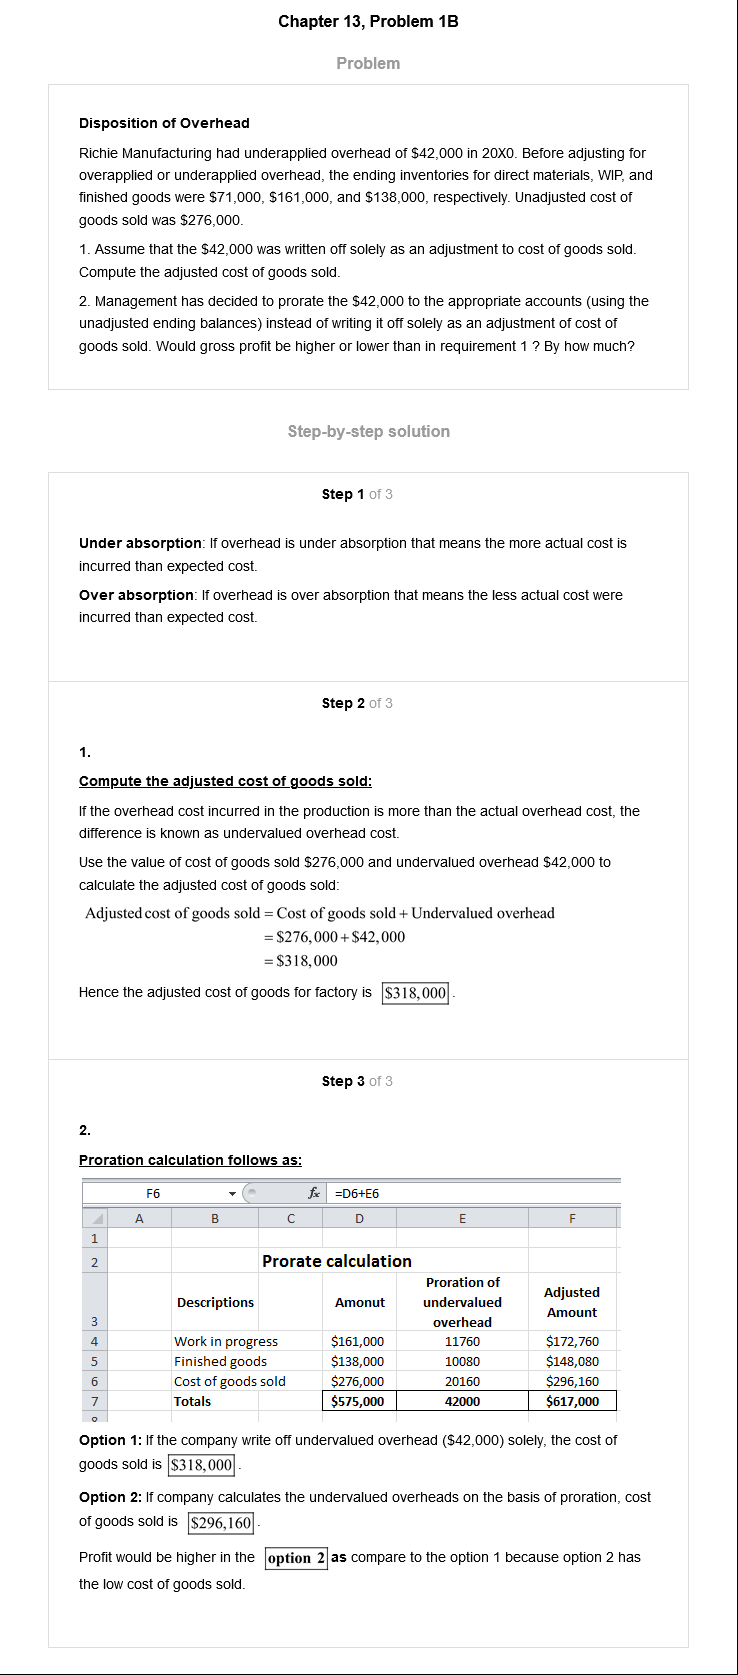 Chapter 13, Problem 1B
Problem
Disposition of Overhead
Richie Manufacturing had underapplied overhead of $42,000 in 20X0. Before adjusting for
overapplied or underapplied overhead, the ending inventories for direct materials, WIP, and
finished goods were $71,000, $161,000, and $138,000, respectively. Unadjusted cost of
goods sold was $276,000.
1. Assume that the $42,000 was written off solely as an adjustment to cost of goods sold.
Compute the adjusted cost of goods sold.
2. Management has decided to prorate the $42,000 to the appropriate accounts (using the
unadjusted ending balances) instead of writing it off solely as an adjustment of cost of
goods sold. Would gross profit be higher or lower than in requirement 1 ? By how much?
Step-by-step solution
Step 1 of 3
Under absorption: If overhead is under absorption that means the more actual cost is
incurred than expected cost.
Over absorption: If overhead is over absorption that means the less actual cost were
incurred than expected cost.
Step 2 of 3
1.
Compute the adjusted cost of goods sold:
If the overhead cost incurred in the production is more than the actual overhead cost, the
difference is known as undervalued overhead cost.
Use the value of cost of goods sold $276,000 and undervalued overhead $42,000 to
calculate the adjusted cost of goods sold:
Adjusted cost of goods sold = Cost of goods sold + Undervalued overhead
= $276,000 + $42,000
= $318,000
Hence the adjusted cost of goods for factory is $318,000 .
Step 3 of 3
2.
Proration calculation follows as:
F6 fx =D6+E6
A B C D E F
1
2 Prorate calculation
3 Descriptions Amonut Proration of undervalued overhead Adjusted Amount
4 Work in progress $161,000 11760 $172,760
5 Finished goods $138,000 10080 $148,080
6 Cost of goods sold $276,000 20160 $296,160
7 Totals $575,000 42000 $617,000
Option 1: If the company write off undervalued overhead ($42,000) solely, the cost of
goods sold is $318,000 .
Option 2: If company calculates the undervalued overheads on the basis of proration, cost
of goods sold is $296,160 .
Profit would be higher in the option 2 as compare to the option 1 because option 2 has
the low cost of goods sold.